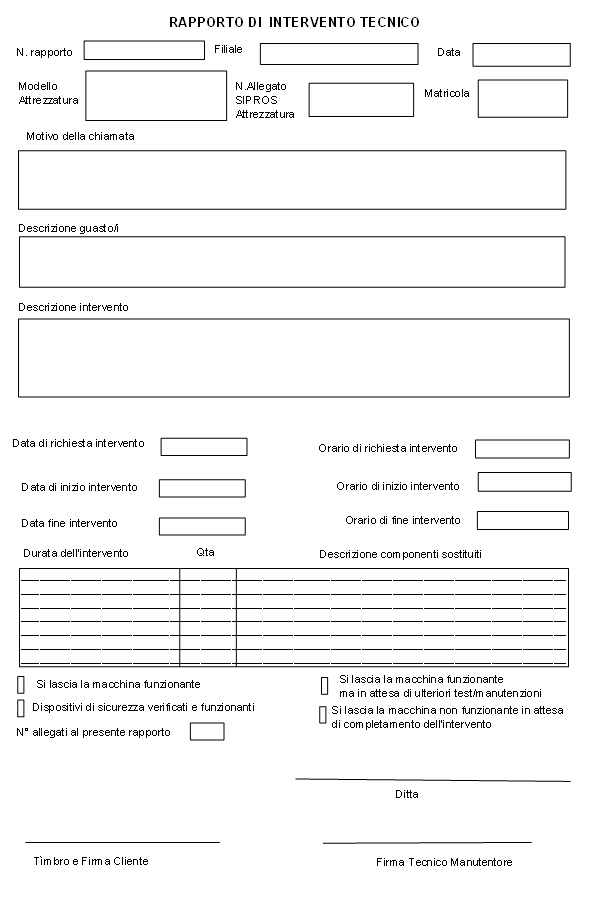 RAPPORTO DI INTERVENTO TECNICO
N. rapporto
Filiale
Data
Modello
Attrezzatura
N.Allegato
SIPROS
Attrezzatura
Matricola
Motivo della chiamata
Descrizione guasto/i
Descrizione intervento
Data di richiesta intervento
Orario di richiesta intervento
Data di inizio intervento
Orario di inizio intervento
Data fine intervento
Orario di fine intervento
Durata dell'intervento
Qta
Descrizione componenti sostituiti
Si lascia la macchina funzionante
Si lascia la macchina funzionante
ma in attesa di ulteriori test/manutenzioni
Dispositivi di sicurezza verificati e funzionanti
Si lascia la macchina non funzionante in attesa
di completamento dell'intervento
N° allegati al presente rapporto
Ditta
Timbro e Firma Cliente
Firma Tecnico Manutentore